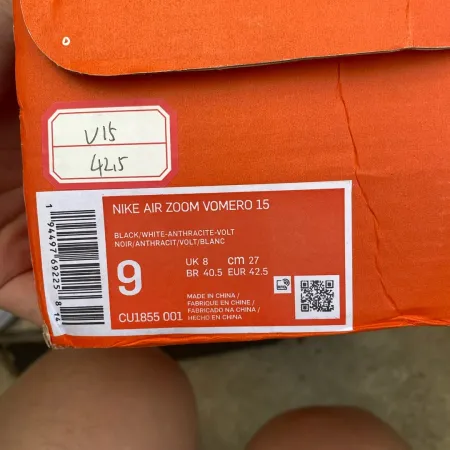 V15
42.5
NIKE AIR ZOOM VOMERO 15
BLACK/WHITE-ANTHRACITE-VOLT
NOIR/ANTHRACIT/VOLT/BLANC
9
UK 8 cm 27
BR 40.5 EUR 42.5
MADE IN CHINA /
FABRIQUE EN CHINE /
FABRICADO NA CHINA /
HECHO EN CHINA
CU1855 001